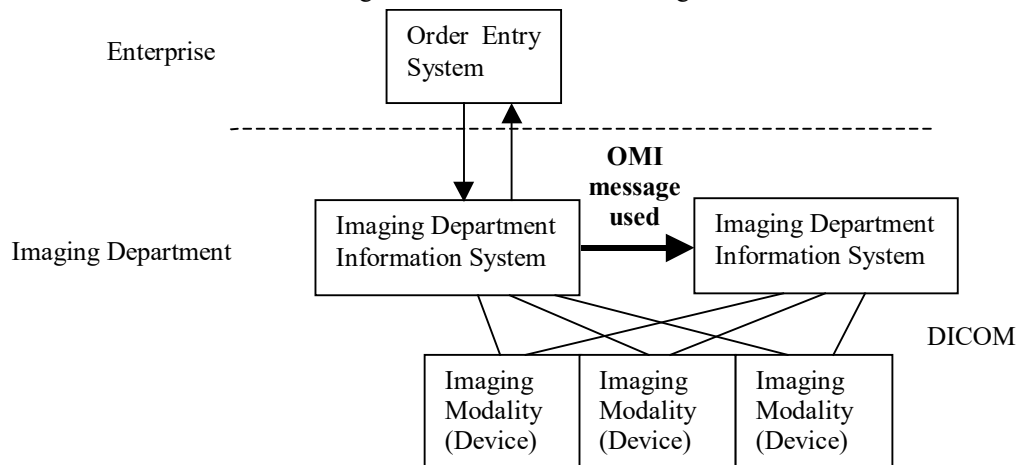 Order Entry
System
Enterprise
OMI
message
used
Imaging Department
Information System
Imaging Department
Information System
Imaging Department
DICOM
Imaging
Modality
(Device)
Imaging
Modality
(Device)
Imaging
Modality
(Device)